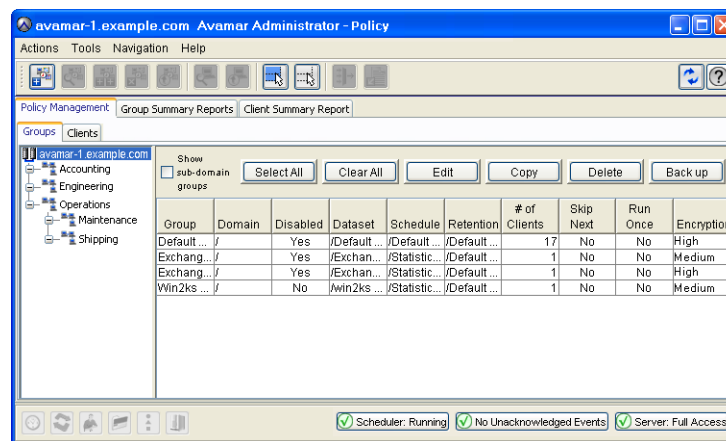 avamar-1.example.com Avamar Administrator - Policy
Actions Tools Navigation Help
Policy Management Group Summary Reports Client Summary Report
Groups Clients
avamar-1.example.com
Accounting
Engineering
Operations
Maintenance
Shipping
Show
sub-domain
groups
Select All Clear All Edit Copy Delete Back up
Group Domain Disabled Dataset Schedule Retention # of Clients Skip Next Run Once Encryption
Default ... / Yes /Default ... /Default ... /Default ... 17 No No High
Exchang... / Yes /Exchan... /Statistic... /Default ... 1 No No Medium
Exchang... / Yes /Exchan... /Statistic... /Default ... 1 No No High
Win2ks ... / No /win2ks ... /Statistic... /Default ... 1 No No Medium
Scheduler: Running No Unacknowledged Events Server: Full Access